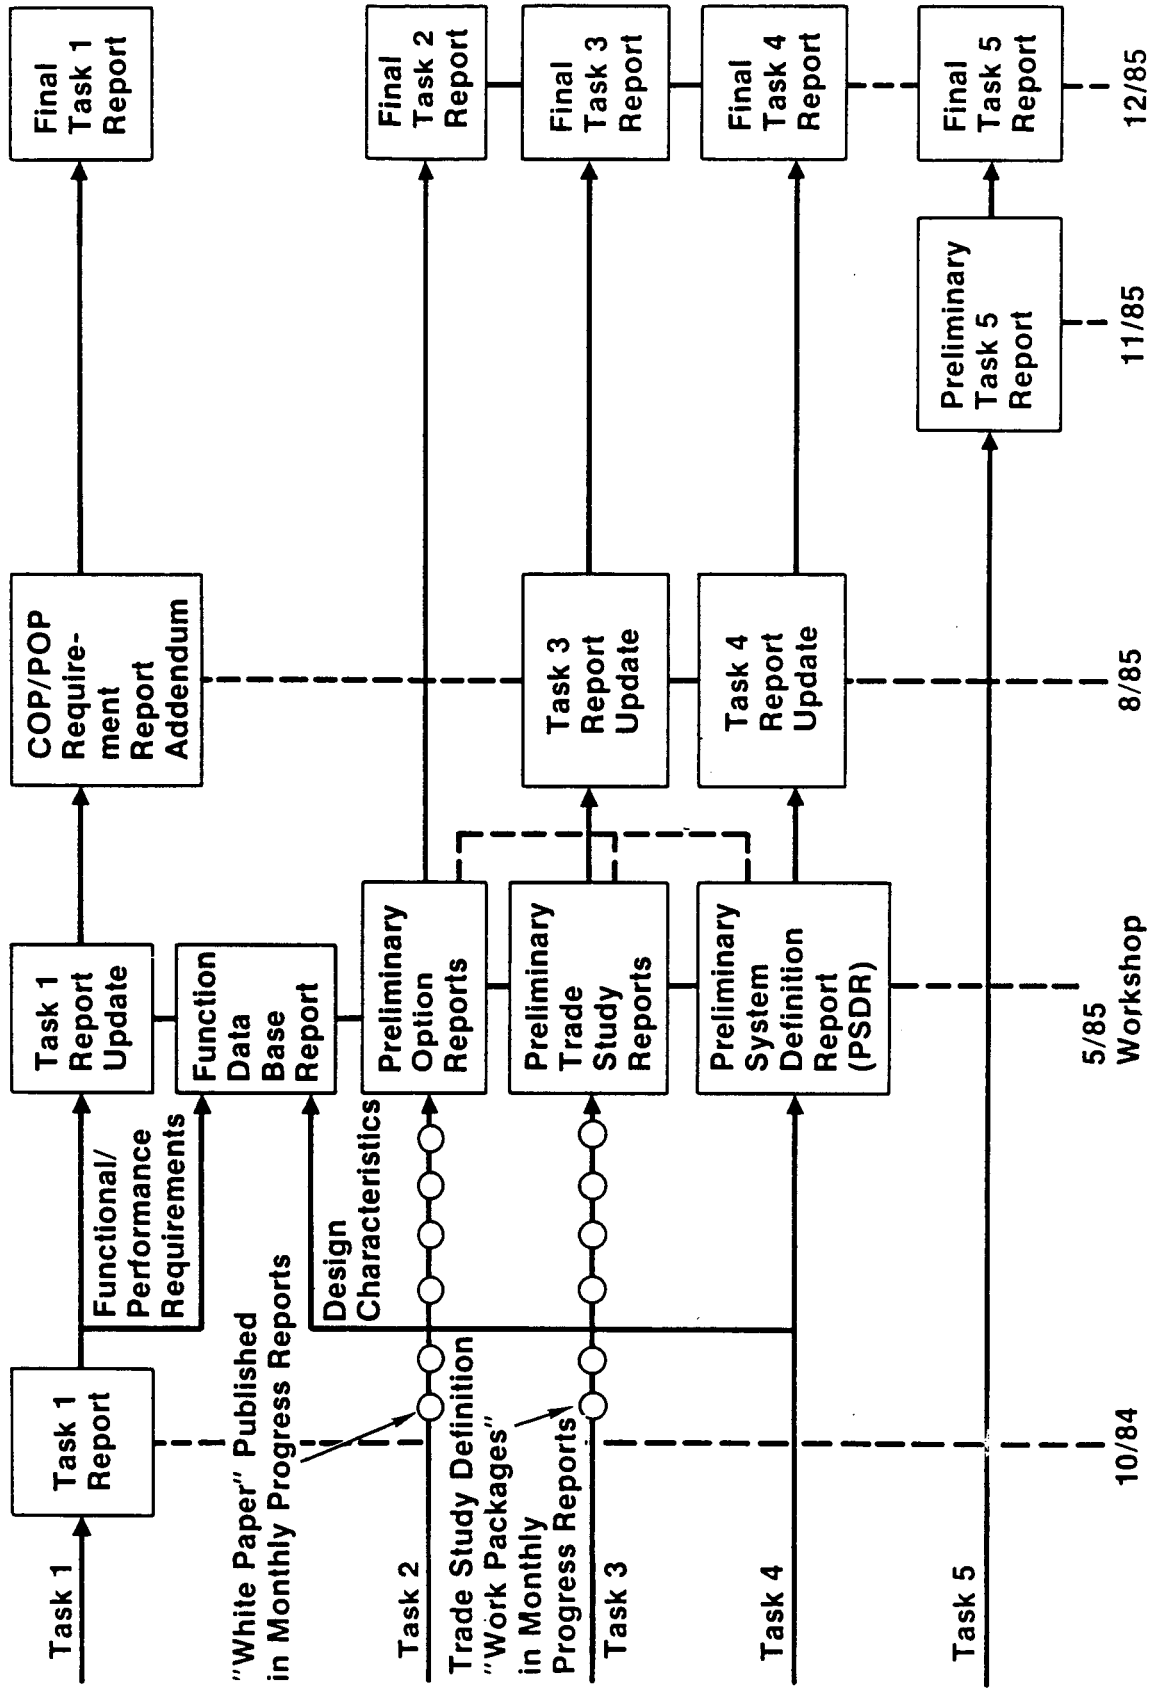 Task 1
Task 1
Report
Functional/
Performance
Requirements
Task 1
Report
Update
COP/POP
Require-
ment
Report
Addendum
Final
Task 1
Report
"White Paper" Published
in Monthly Progress Reports
Design
Characteristics
Function
Data
Base
Report
Task 2
Preliminary
Option
Reports
Final
Task 2
Report
Trade Study Definition
"Work Packages"
in Monthly
Progress Reports
Task 3
Preliminary
Trade
Study
Reports
Task 3
Report
Update
Final
Task 3
Report
Task 4
Preliminary
System
Definition
Report
(PSDR)
Task 4
Report
Update
Final
Task 4
Report
Task 5
Preliminary
Task 5
Report
Final
Task 5
Report
10/84
5/85
Workshop
8/85
11/85
12/85